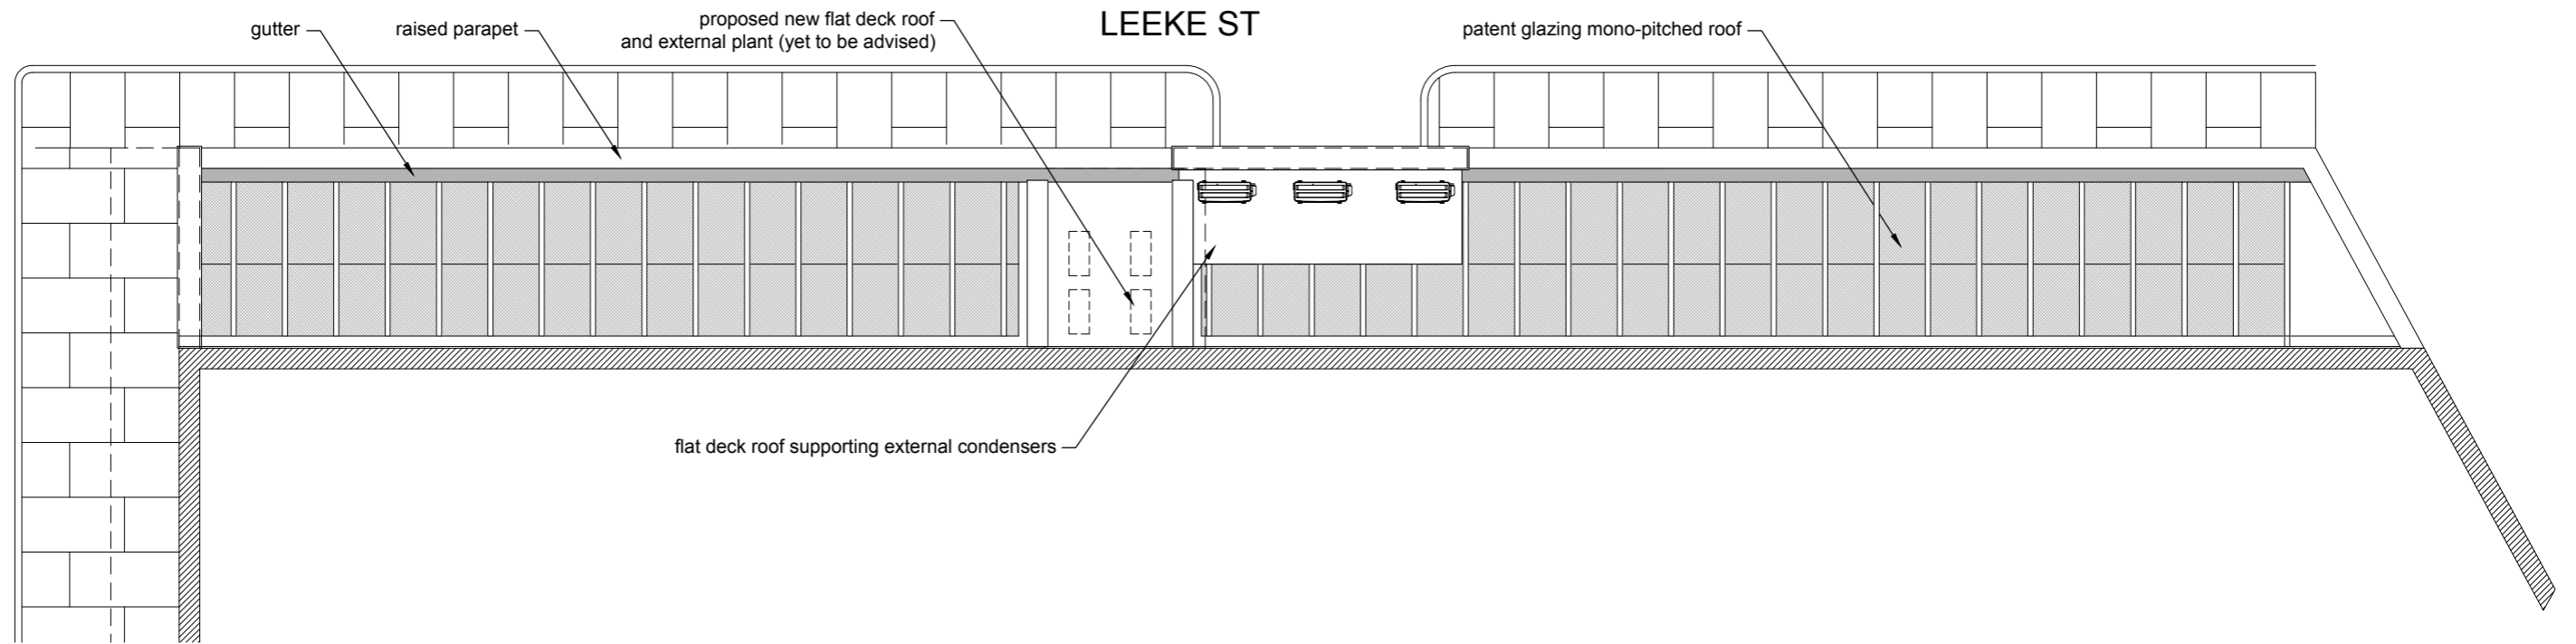 LEEKE ST
gutter
raised parapet
proposed new flat deck roof
and external plant (yet to be advised)
patent glazing mono-pitched roof
flat deck roof supporting external condensers